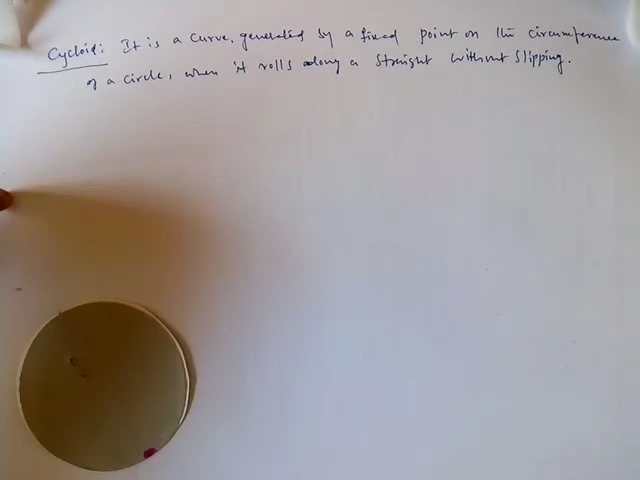 Cycloid: It is a curve, generated by a fixed point on the circumference
of a circle, when it rolls along a straight without slipping.